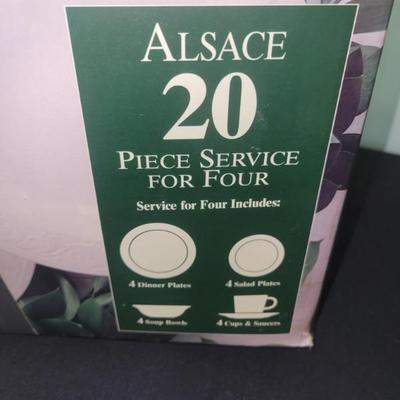 ALSACE
20
PIECE SERVICE
FOR FOUR
Service for Four Includes:
4 Dinner Plates
4 Salad Plates
4 Soup Bowls
4 Cups & Saucers